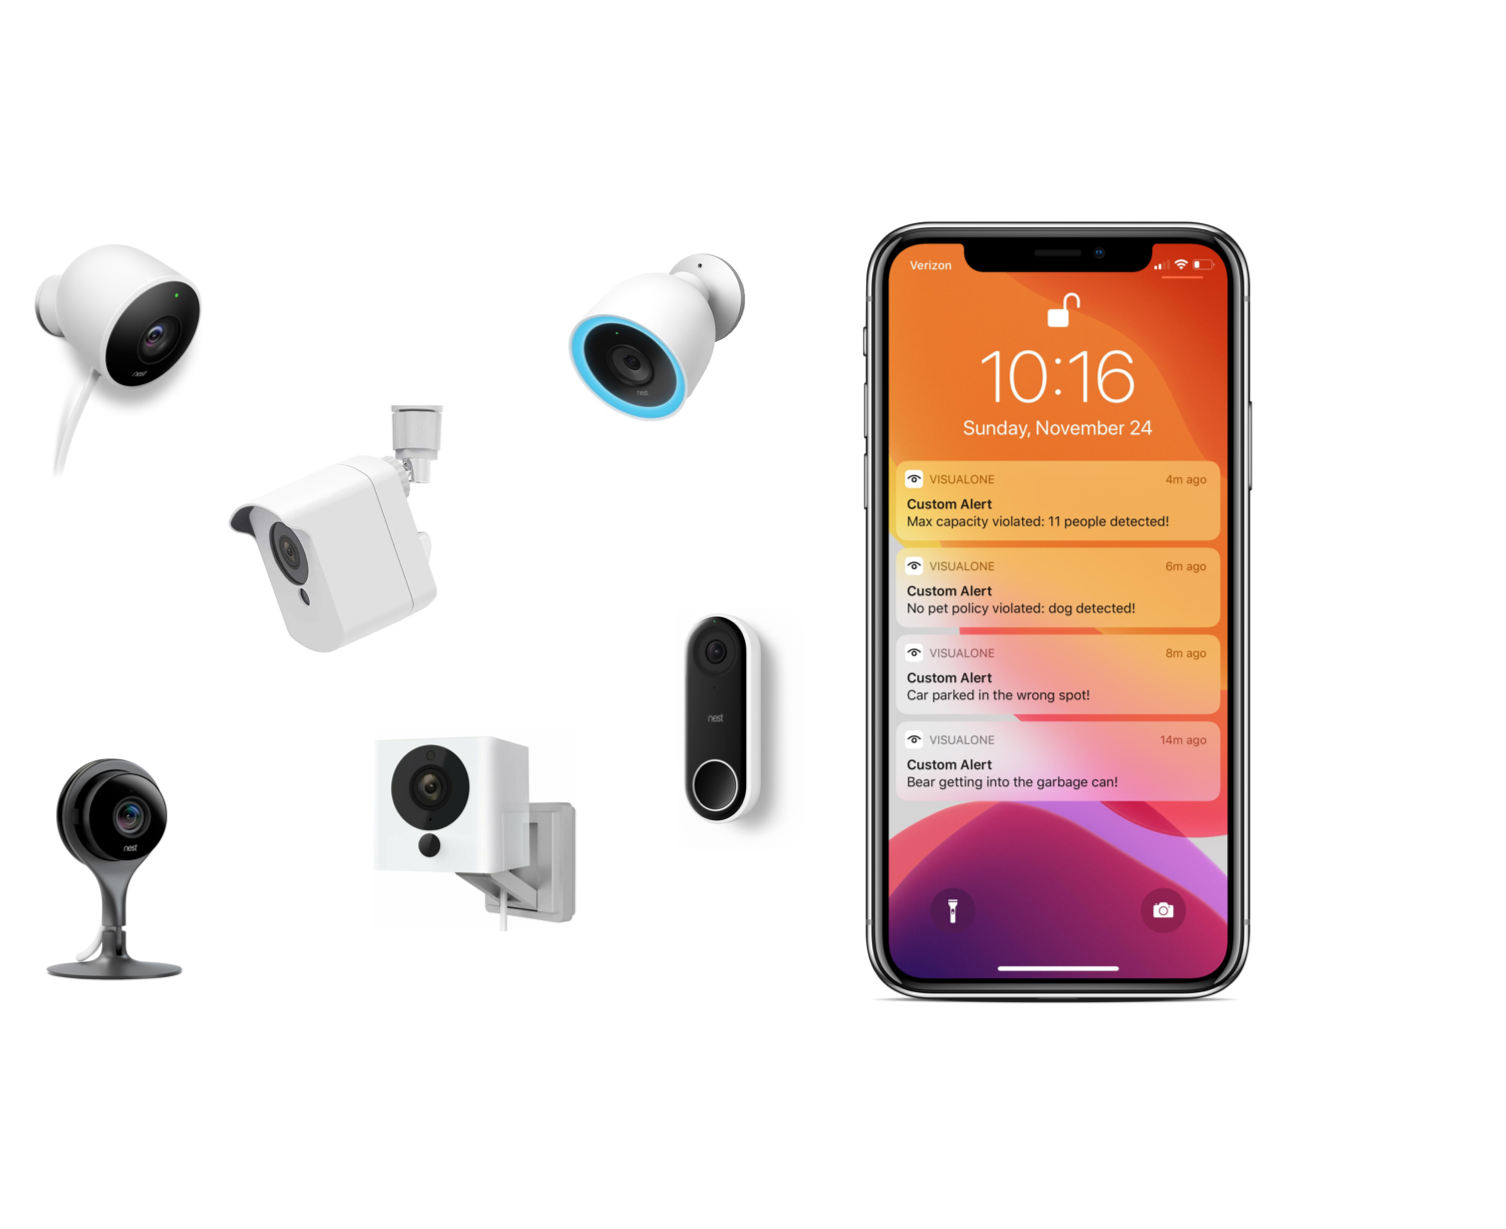 nest
nest
nest
nest
Verizon
10:16
Sunday, November 24
VISUALONE 4m ago
Custom Alert
Max capacity violated: 11 people detected!
VISUALONE 6m ago
Custom Alert
No pet policy violated: dog detected!
VISUALONE 8m ago
Custom Alert
Car parked in the wrong spot!
VISUALONE 14m ago
Custom Alert
Bear getting into the garbage can!